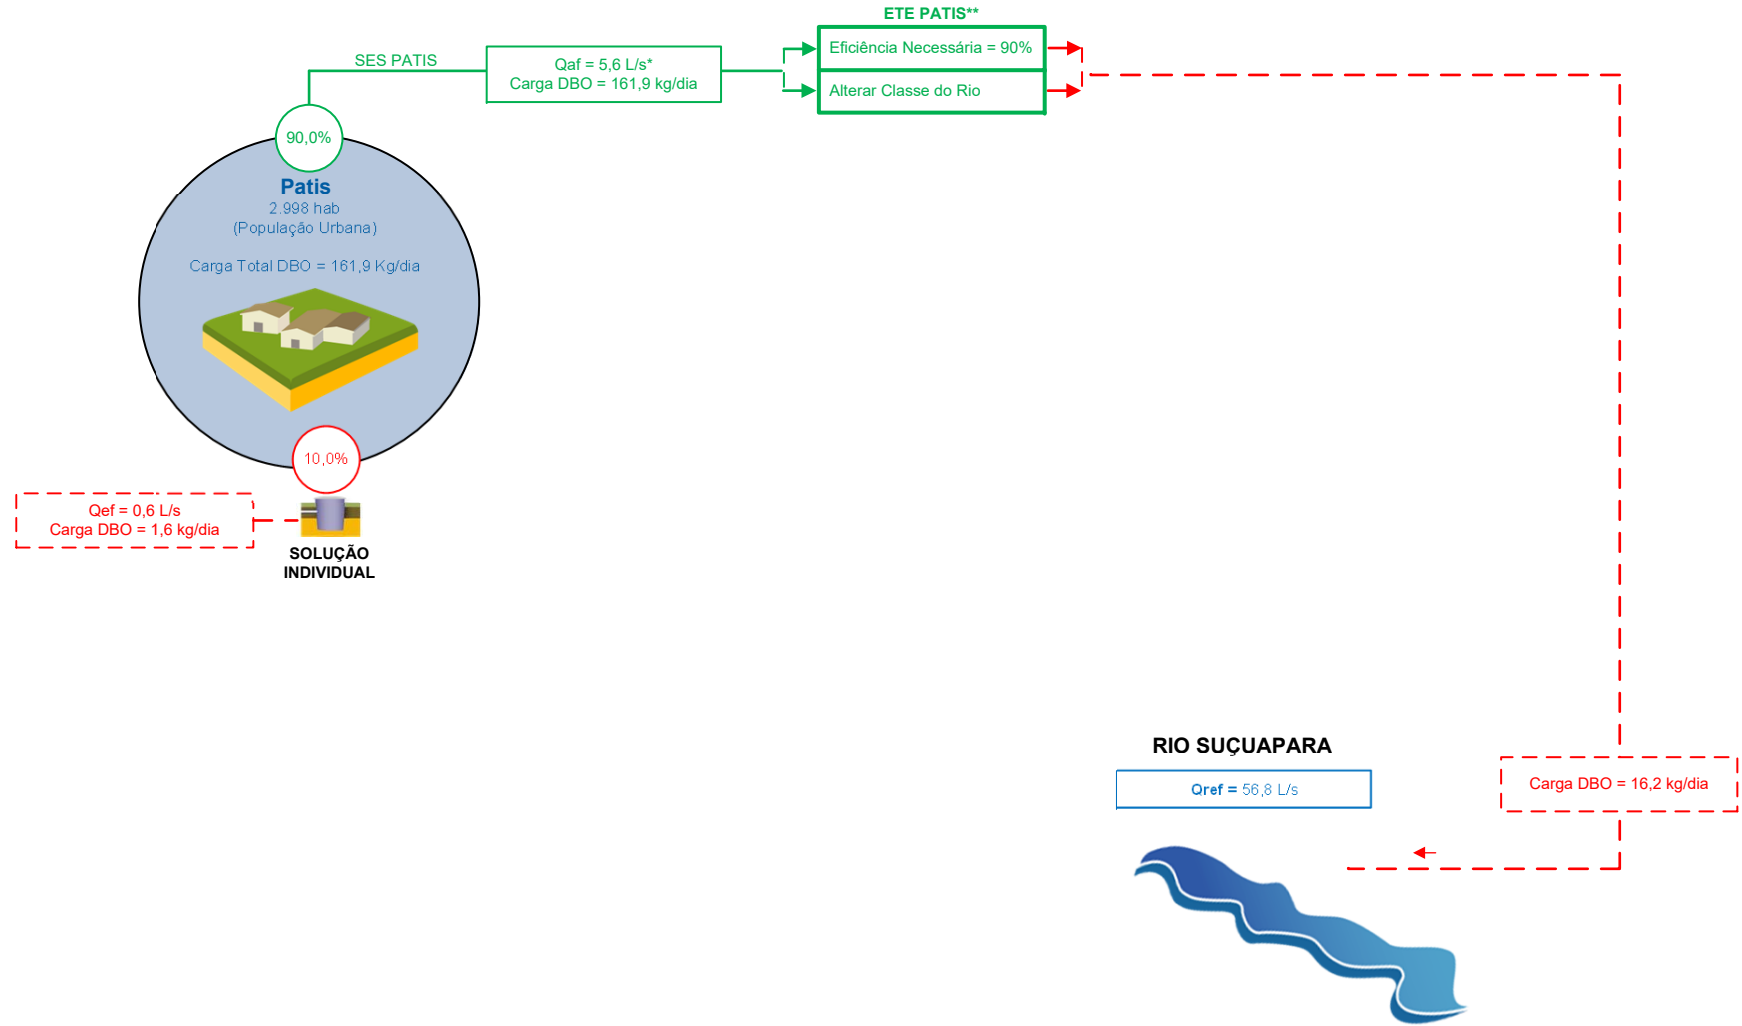 ETE PATIS**
SES PATIS
Qaf = 5,6 L/s*
Carga DBO = 161,9 kg/dia
Eficiência Necessária = 90%
Alterar Classe do Rio
90,0%
Patis
2.998 hab
(População Urbana)
Carga Total DBO = 161,9 Kg/dia
10,0%
Qef = 0,6 L/s
Carga DBO = 1,6 kg/dia
SOLUÇÃO
INDIVIDUAL
RIO SUÇUAPARA
Qref = 56,8 L/s
Carga DBO = 16,2 kg/dia